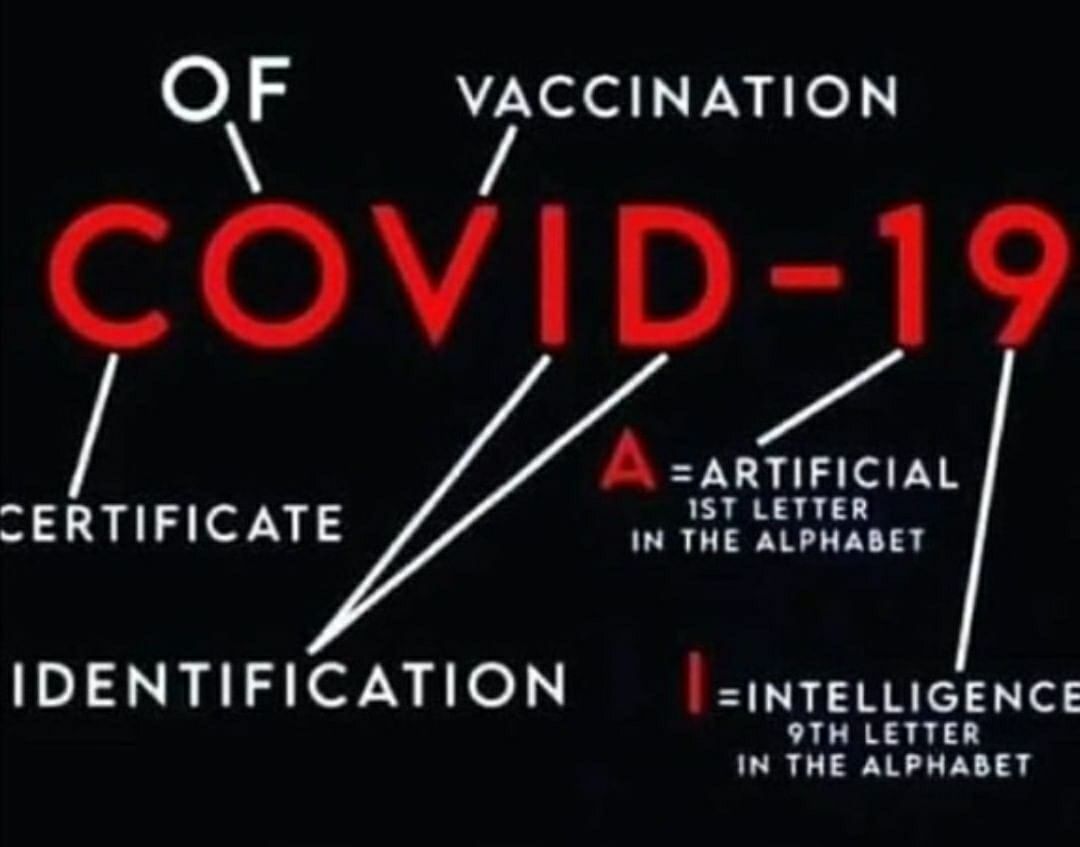 OF
VACCINATION
COVID-19
CERTIFICATE
A =ARTIFICIAL
1ST LETTER
IN THE ALPHABET
IDENTIFICATION
I =INTELLIGENCE
9TH LETTER
IN THE ALPHABET